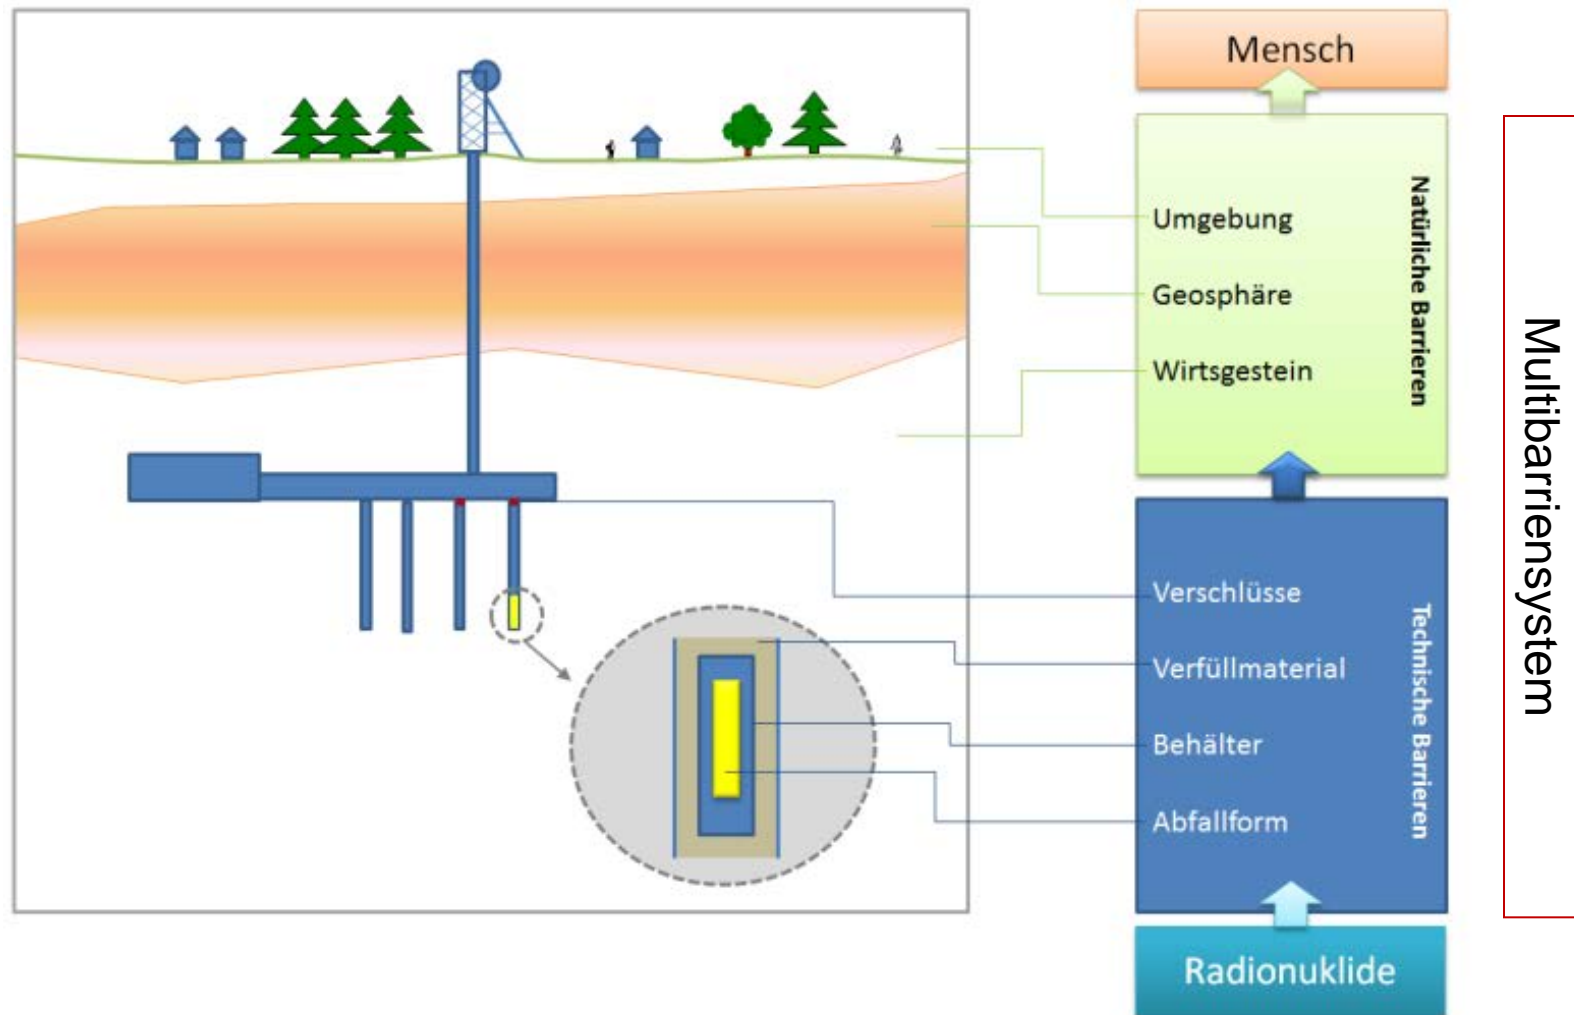 Mensch
Umgebung
Geosphäre
Wirtsgestein
Natürliche Barrieren
Verschlüsse
Verfüllmaterial
Behälter
Abfallform
Technische Barrieren
Radionuklide
Multibarriensystem